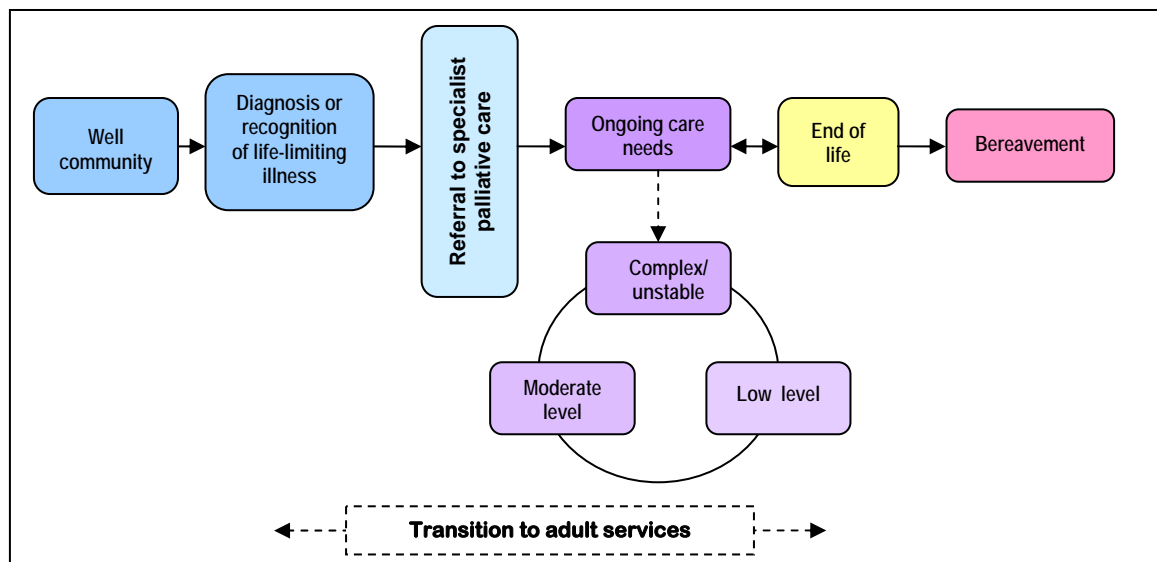 Well
community
Diagnosis or
recognition
of life-limiting
illness
Referral to specialist
palliative care
Ongoing care
needs
End of
life
Bereavement
Complex/
unstable
Moderate
level
Low level
Transition to adult services